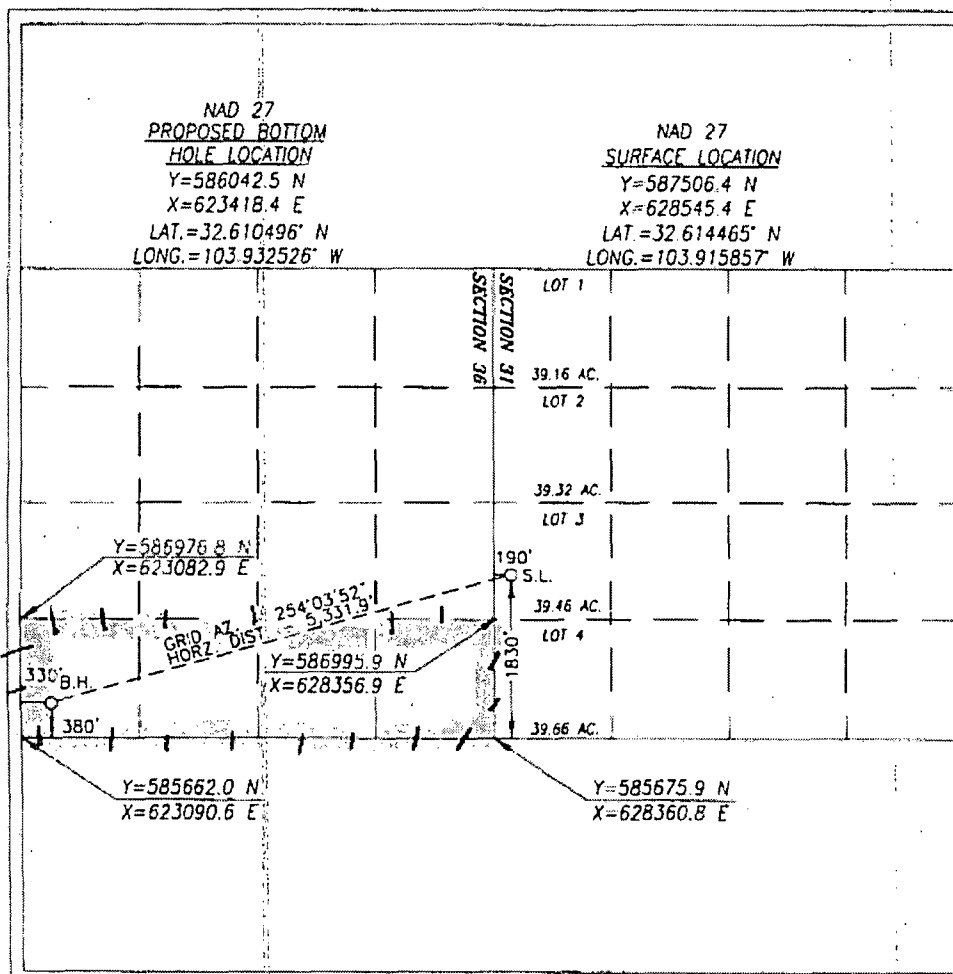 NAD 27
PROPOSED BOTTOM
HOLE LOCATION
Y=586042.5 N
X=623418.4 E
LAT.=32.610496° N
LONG.=103.932526° W
NAD 27
SURFACE LOCATION
Y=587506.4 N
X=628545.4 E
LAT.=32.614465° N
LONG.=103.915857° W
SECTION 36
SECTION 31
LOT 1
39.16 AC.
LOT 2
39.32 AC.
LOT 3
190'
S.L.
39.46 AC.
LOT 4
1830'
39.66 AC.
Y=586976.8 N
X=623082.9 E
GRID AZ. 254°03'52"
HORZ. DIST. = 5,331.9'
Y=586995.9 N
X=628356.9 E
330'
B.H.
380'
Y=585662.0 N
X=623090.6 E
Y=585675.9 N
X=628360.8 E